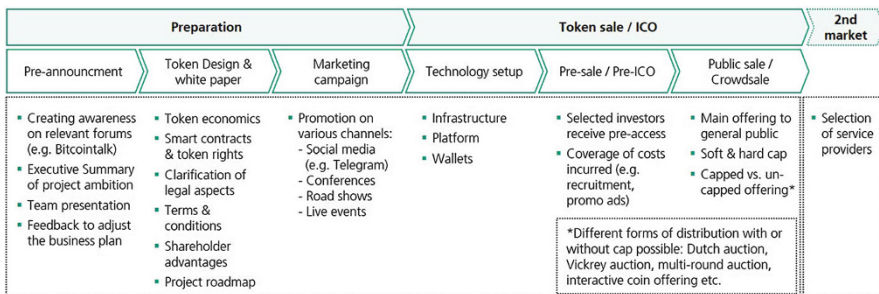 Preparation
Token sale / ICO
2nd
market
Pre-announcment
Token Design &
white paper
Marketing
campaign
Technology setup
Pre-sale / Pre-ICO
Public sale /
Crowdsale
▪ Creating awareness
on relevant forums
(e.g. Bitcointalk)
▪ Executive Summary
of project ambition
▪ Team presentation
▪ Feedback to adjust
the business plan
▪ Token economics
▪ Smart contracts
& token rights
▪ Clarification of
legal aspects
▪ Terms &
conditions
▪ Shareholder
advantages
▪ Project roadmap
▪ Promotion on
various channels:
- Social media
(e.g. Telegram)
- Conferences
- Road shows
- Live events
▪ Infrastructure
▪ Platform
▪ Wallets
▪ Selected investors
receive pre-access
▪ Coverage of costs
incurred (e.g.
recruitment,
promo ads)
▪ Main offering to
general public
▪ Soft & hard cap
▪ Capped vs. un-
capped offering*
*Different forms of distribution with or
without cap possible: Dutch auction,
Vickrey auction, multi-round auction,
interactive coin offering etc.
▪ Selection
of service
providers